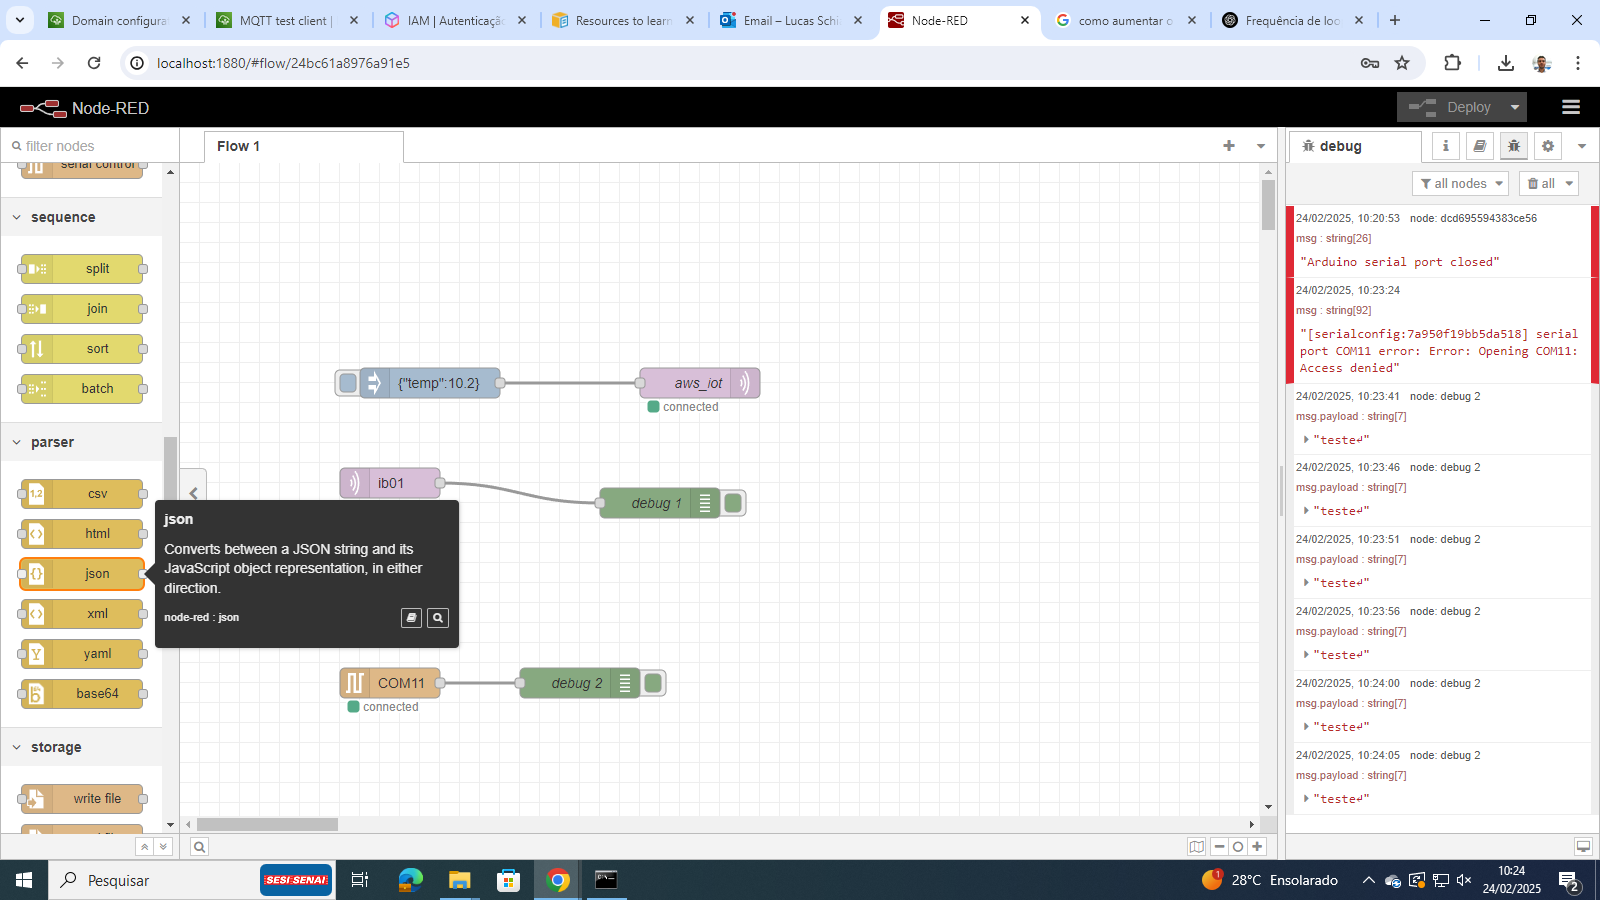 Domain configurat
MQTT test client |
IAM | Autenticação
Resources to learn
Email – Lucas Schi
Node-RED
como aumentar o
Frequência de loo
localhost:1880/#flow/24bc61a8976a91e5
Node-RED
Deploy
filter nodes
Flow 1
debug
all nodes
all
serial control
sequence
split
join
sort
batch
parser
csv
html
json
xml
yaml
base64
storage
write file
{"temp":10.2}
aws_iot
connected
ib01
debug 1
json
Converts between a JSON string and its
JavaScript object representation, in either
direction.
node-red : json
COM11
debug 2
connected
24/02/2025, 10:20:53 node: dcd695594383ce56
msg : string[26]
"Arduino serial port closed"
24/02/2025, 10:23:24
msg : string[92]
"[serialconfig:7a950f19bb5da518] serial
port COM11 error: Error: Opening COM11:
Access denied"
24/02/2025, 10:23:41 node: debug 2
msg.payload : string[7]
"teste↵"
24/02/2025, 10:23:46 node: debug 2
msg.payload : string[7]
"teste↵"
24/02/2025, 10:23:51 node: debug 2
msg.payload : string[7]
"teste↵"
24/02/2025, 10:23:56 node: debug 2
msg.payload : string[7]
"teste↵"
24/02/2025, 10:24:00 node: debug 2
msg.payload : string[7]
"teste↵"
24/02/2025, 10:24:05 node: debug 2
msg.payload : string[7]
"teste↵"
Pesquisar
SESI SENAI
1
28°C Ensolarado
10:24
24/02/2025
2